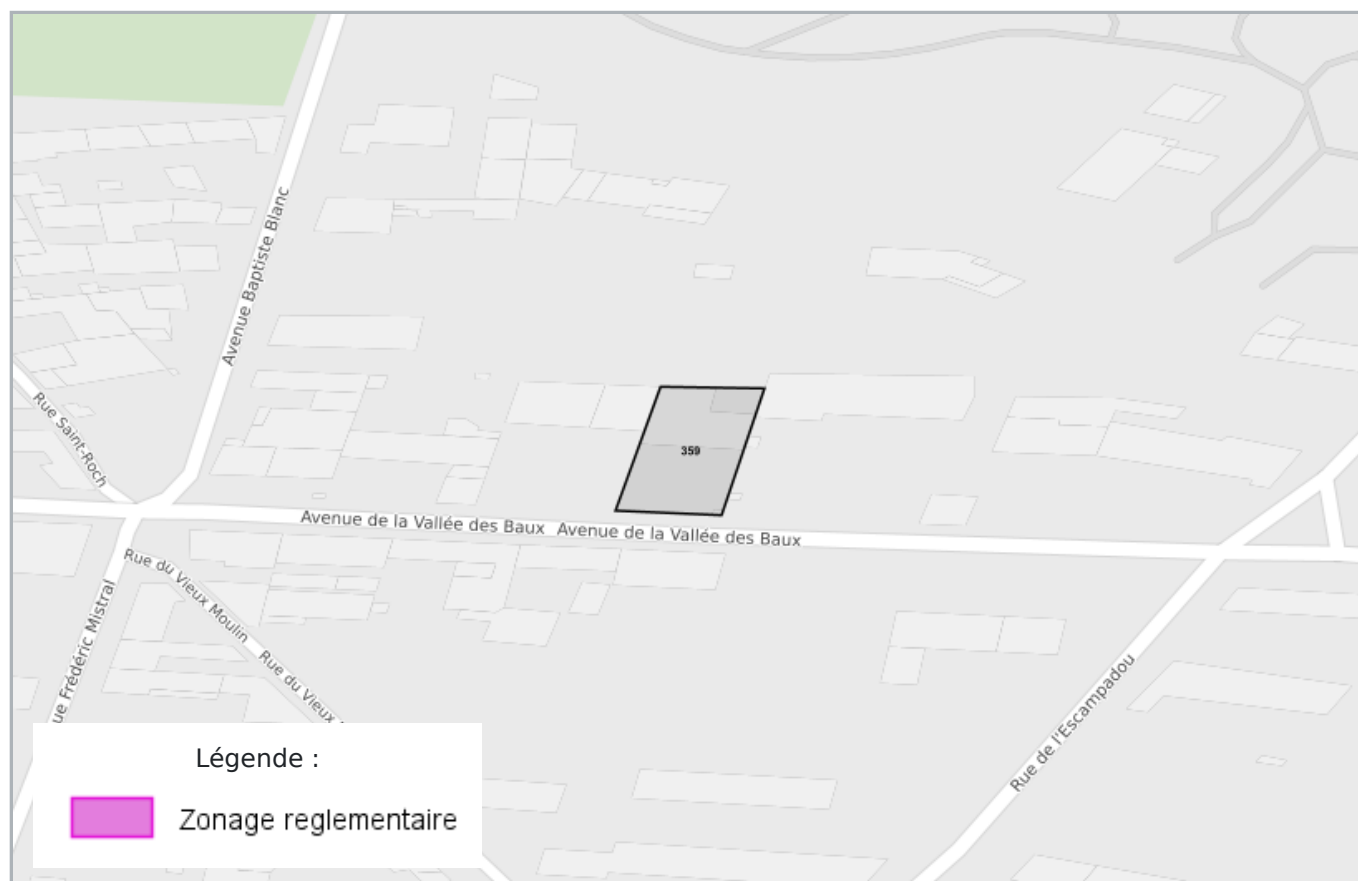 Avenue Baptiste Blanc
Rue Saint-Roch
359
Avenue de la Vallée des Baux Avenue de la Vallée des Baux
Rue du Vieux Moulin
Rue du Vieux
ue Frédéric Mistral
Rue de l'Escampadou
Légende :
Zonage reglementaire